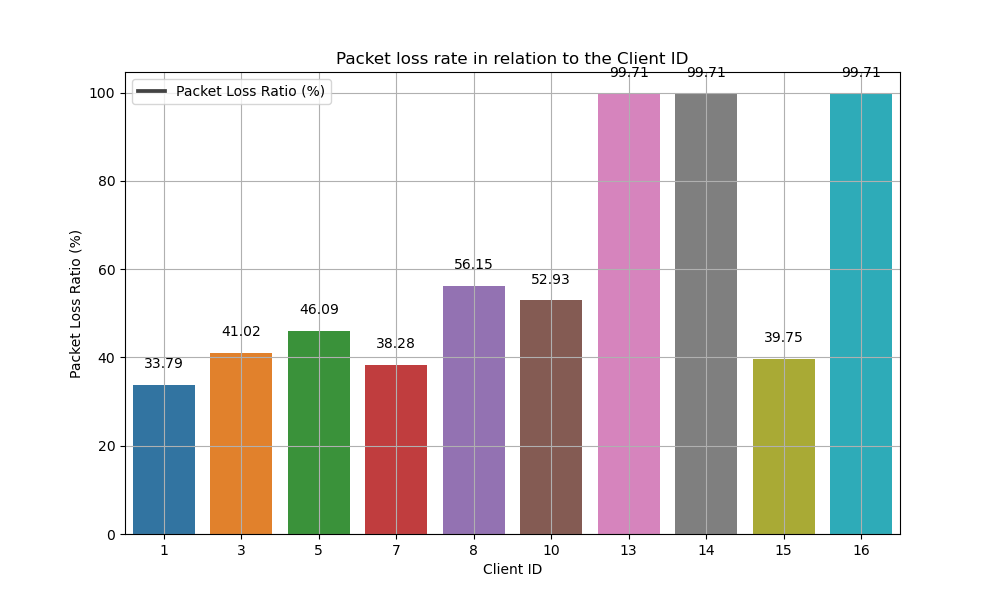 Packet loss rate in relation to the Client ID
Packet Loss Ratio (%)
99.71 99.71 99.71
56.15
52.93
46.09
41.02
38.28
39.75
33.79
100
80
60
40
20
0
Packet Loss Ratio (%)
1 3 5 7 8 10 13 14 15 16
Client ID